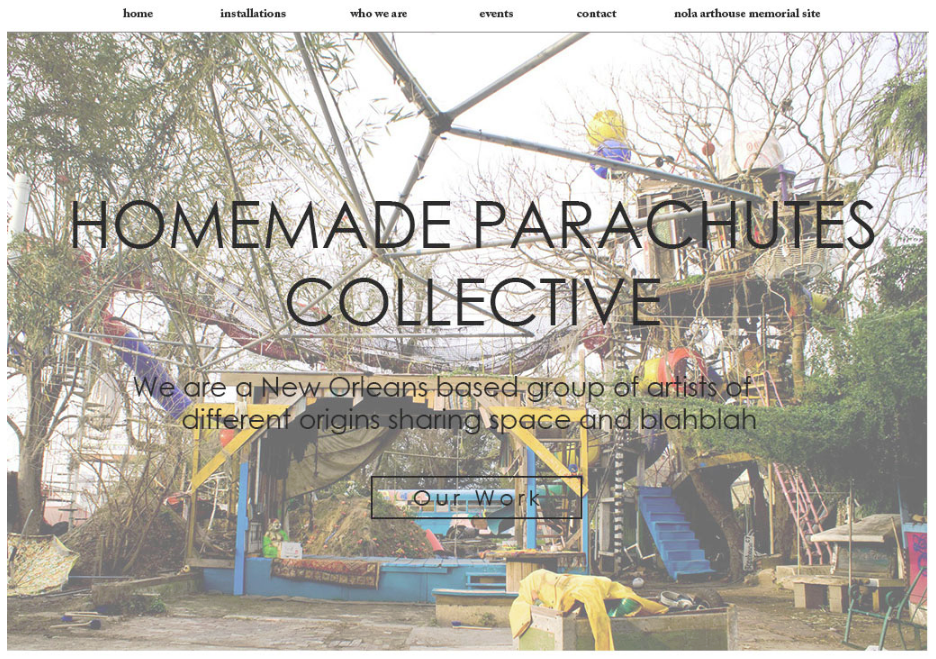 home installations who we are events contact nola arthouse memorial site
HOMEMADE PARACHUTES
COLLECTIVE
We are a New Orleans based group of artists of
different origins sharing space and blahblah
Our Work